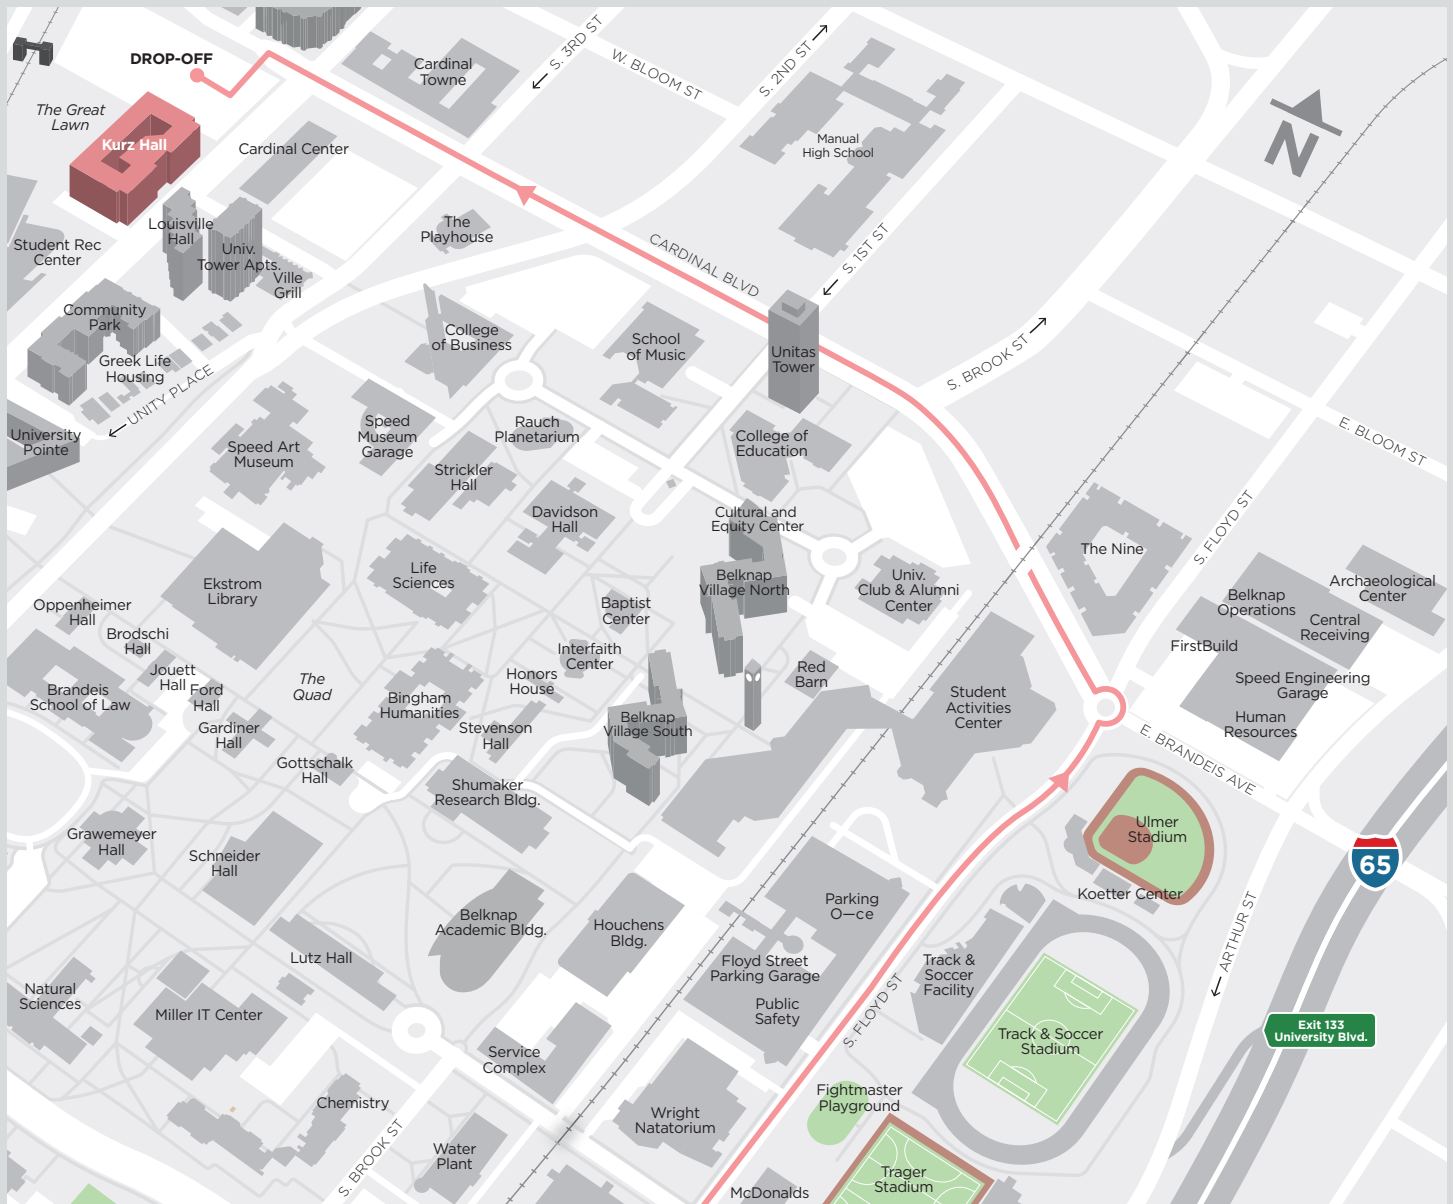 DROP-OFF
The Great
Lawn
Kurz Hall
Cardinal
Towne
S. 3RD ST
W. BLOOM ST
S. 2ND ST
Manual
High School
N
Cardinal Center
Louisville
Hall
Univ.
Tower Apts.
Ville
Grill
The
Playhouse
Student Rec
Center
CARDINAL BLVD
S. 1ST ST
Community
Park
Greek Life
Housing
UNITY PLACE
College
of Business
School
of Music
Unitas
Tower
S. BROOK ST
E. BLOOM ST
University
Pointe
Speed Art
Museum
Speed
Museum
Garage
Rauch
Planetarium
Strickler
Hall
College of
Education
Davidson
Hall
Cultural and
Equity Center
S. FLOYD ST
The Nine
Ekstrom
Library
Life
Sciences
Belknap
Village North
Univ.
Club & Alumni
Center
Archaeological
Center
Belknap
Operations
Central
Receiving
FirstBuild
Oppenheimer
Hall
Brodschi
Hall
Jouett
Hall
Ford
Hall
Baptist
Center
Interfaith
Center
Honors
House
Red
Barn
The
Quad
Brandeis
School of Law
Gardiner
Hall
Bingham
Humanities
Stevenson
Hall
Belknap
Village South
Student
Activities
Center
Speed Engineering
Garage
Human
Resources
E. BRANDEIS AVE
Gottschalk
Hall
Shumaker
Research Bldg.
Grawemeyer
Hall
Schneider
Hall
Ulmer
Stadium
Koetter Center
65
Parking
O—ce
Belknap
Academic Bldg.
Houchens
Bldg.
Lutz Hall
Floyd Street
Parking Garage
Public
Safety
Track &
Soccer
Facility
ARTHUR ST
Natural
Sciences
Miller IT Center
S. FLOYD ST
Track & Soccer
Stadium
Exit 133
University Blvd.
Service
Complex
Chemistry
Wright
Natatorium
Fightmaster
Playground
Water
Plant
S. BROOK ST
McDonalds
Trager
Stadium